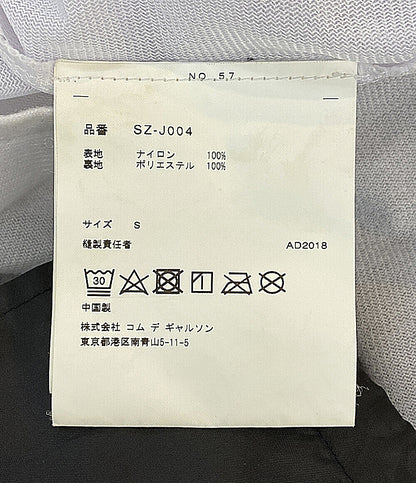 NO.57
品番 SZ-J004
表地 ナイロン 100%
裏地 ポリエステル 100%
サイズ S
縫製責任者 AD2018
30
中国製
株式会社 コム デ ギャルソン
東京都港区南青山5-11-5